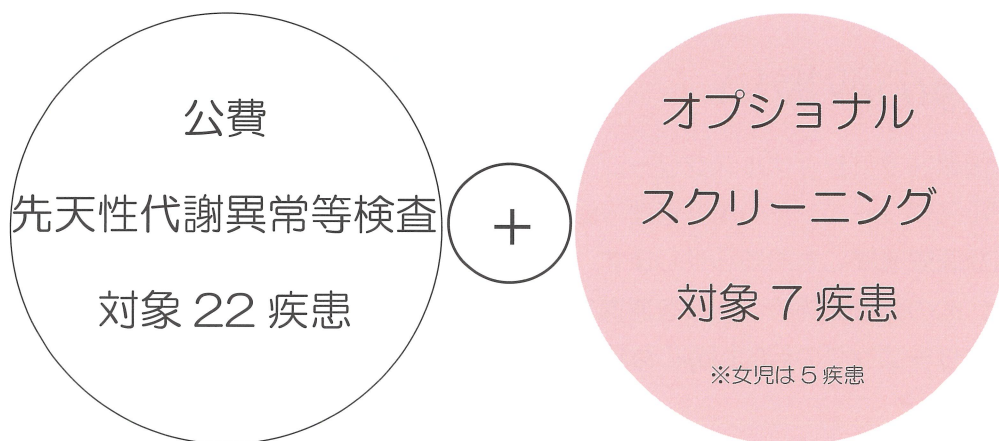 公費
先天性代謝異常等検査
対象 22 疾患
+
オプショナル
スクリーニング
対象 7 疾患
※女児は 5 疾患